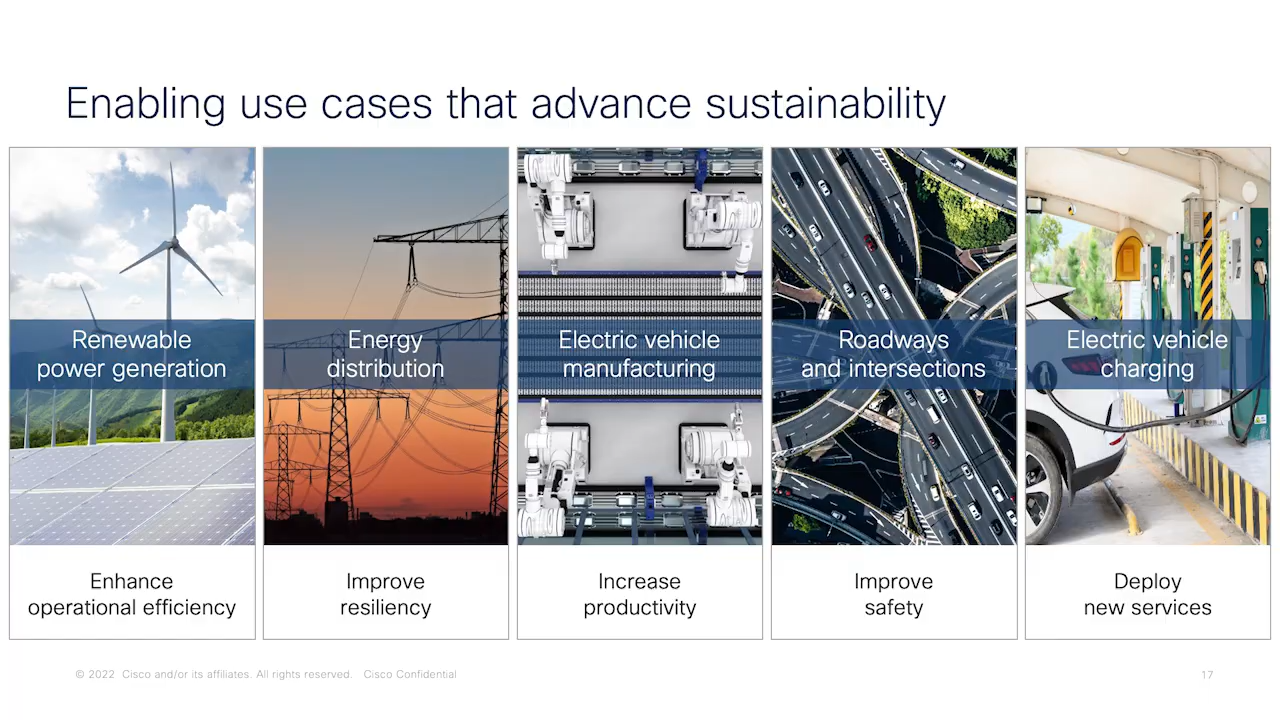 Enabling use cases that advance sustainability
Renewable
power generation
Energy
distribution
Electric vehicle
manufacturing
Roadways
and intersections
Electric vehicle
charging
Enhance
operational efficiency
Improve
resiliency
Increase
productivity
Improve
safety
Deploy
new services
© 2022 Cisco and/or its affiliates. All rights reserved. Cisco Confidential
17